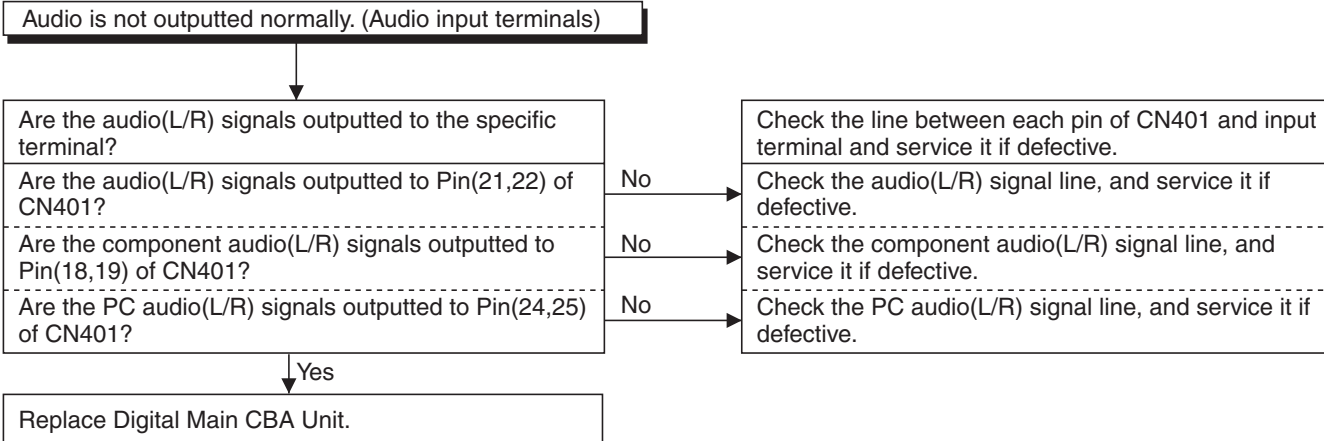 Audio is not outputted normally. (Audio input terminals)
Are the audio(L/R) signals outputted to the specific
terminal?
Check the line between each pin of CN401 and input
terminal and service it if defective.
Are the audio(L/R) signals outputted to Pin(21,22) of
CN401?
No
Check the audio(L/R) signal line, and service it if
defective.
Are the component audio(L/R) signals outputted to
Pin(18,19) of CN401?
No
Check the component audio(L/R) signal line, and
service it if defective.
Are the PC audio(L/R) signals outputted to Pin(24,25)
of CN401?
No
Check the PC audio(L/R) signal line, and service it if
defective.
Yes
Replace Digital Main CBA Unit.